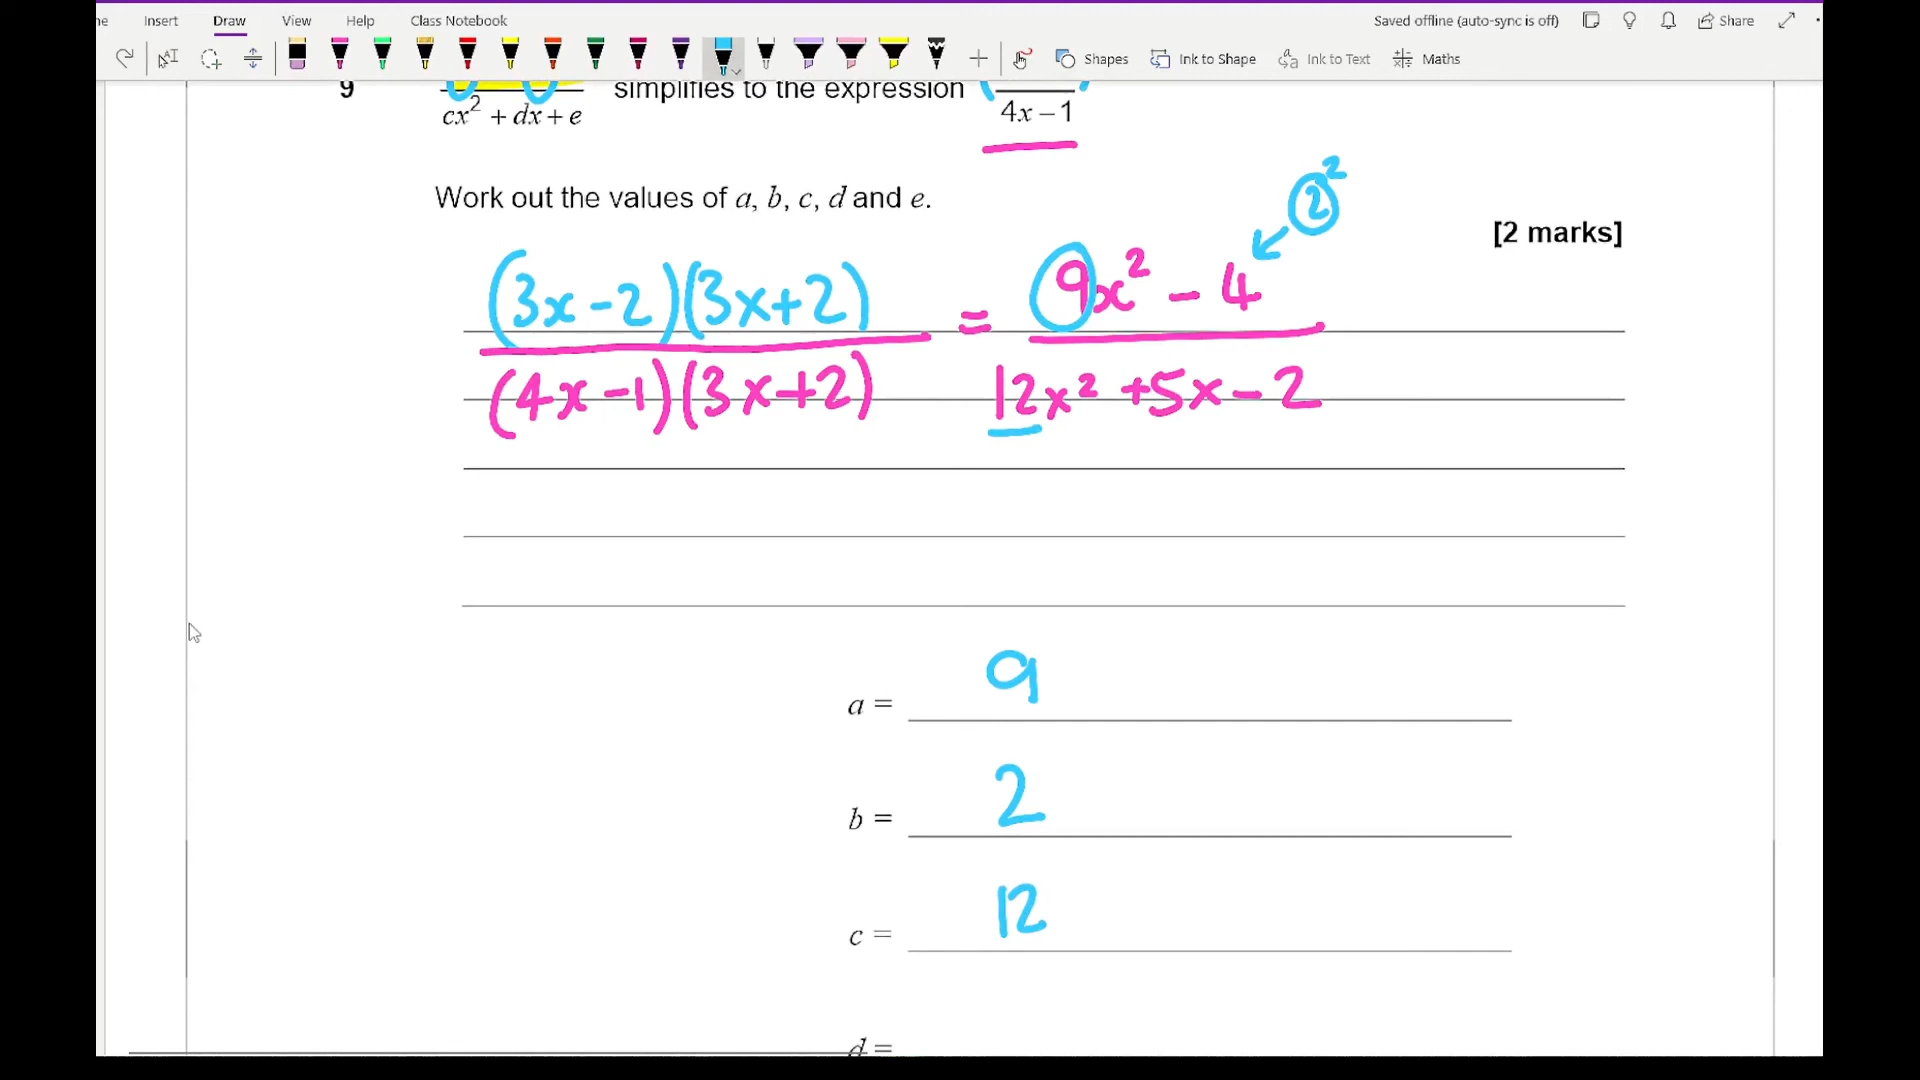 ne Insert Draw View Help Class Notebook Saved offline (auto-sync is off) Share
Shapes Ink to Shape Ink to Text Maths
9 cx² + dx + e simplifies to the expression 4x − 1
Work out the values of a, b, c, d and e.
2²
[2 marks]
(3x − 2)(3x + 2) = 9x² − 4
(4x − 1)(3x + 2) 12x² + 5x − 2
a = 9
b = 2
c = 12
d =